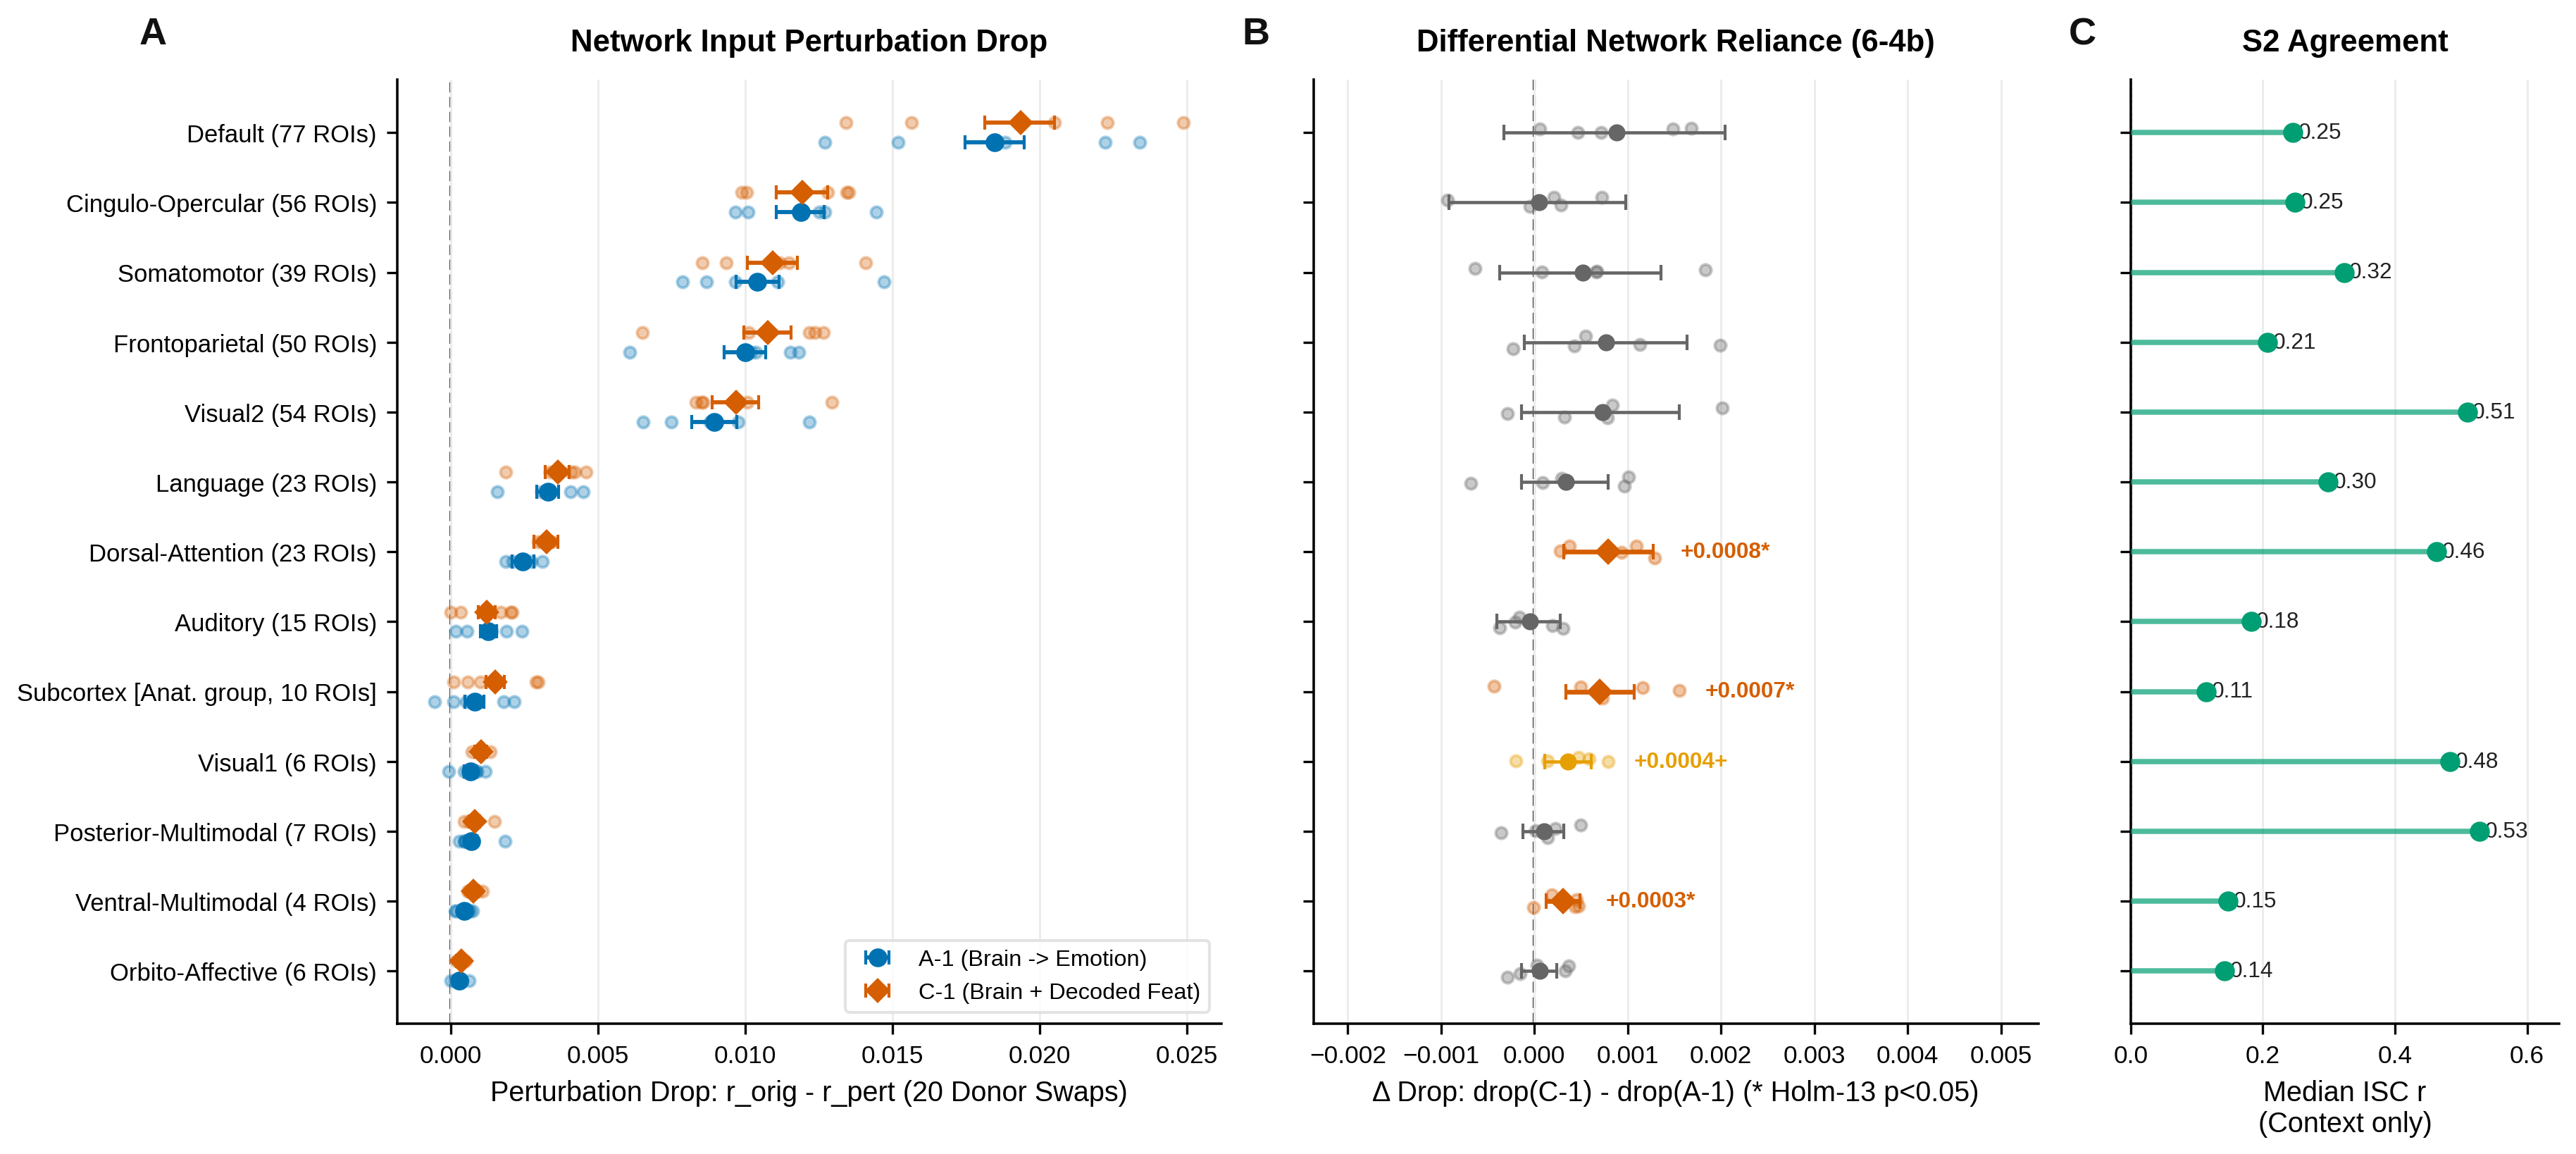 A
Network Input Perturbation Drop
Default (77 ROIs)
Cingulo-Opercular (56 ROIs)
Somatomotor (39 ROIs)
Frontoparietal (50 ROIs)
Visual2 (54 ROIs)
Language (23 ROIs)
Dorsal-Attention (23 ROIs)
Auditory (15 ROIs)
Subcortex [Anat. group, 10 ROIs]
Visual1 (6 ROIs)
Posterior-Multimodal (7 ROIs)
Ventral-Multimodal (4 ROIs)
Orbito-Affective (6 ROIs)
A-1 (Brain -> Emotion)
C-1 (Brain + Decoded Feat)
0.000 0.005 0.010 0.015 0.020 0.025
Perturbation Drop: r_orig - r_pert (20 Donor Swaps)
B
Differential Network Reliance (6-4b)
+0.0008*
+0.0007*
+0.0004+
+0.0003*
−0.002 −0.001 0.000 0.001 0.002 0.003 0.004 0.005
Δ Drop: drop(C-1) - drop(A-1) (* Holm-13 p<0.05)
C
S2 Agreement
0.25
0.25
0.32
0.21
0.51
0.30
0.46
0.18
0.11
0.48
0.53
0.15
0.14
0.0 0.2 0.4 0.6
Median ISC r
(Context only)